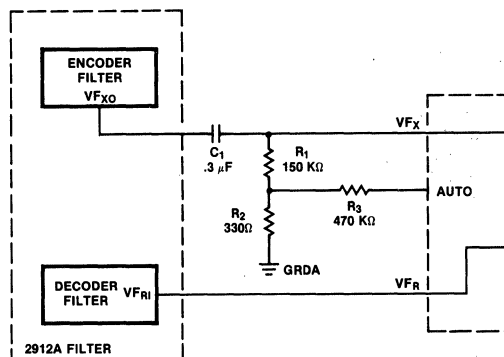 ENCODER
FILTER
VFXO
C1
.3 µF
VFX
R1
150 KΩ
AUTO
R3
470 KΩ
R2
330Ω
GRDA
DECODER
FILTER
VFRI
VFR
2912A FILTER